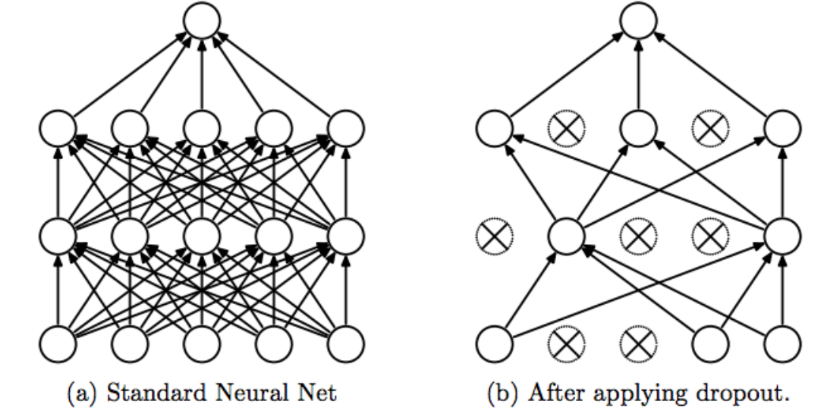 (a) Standard Neural Net
(b) After applying dropout.